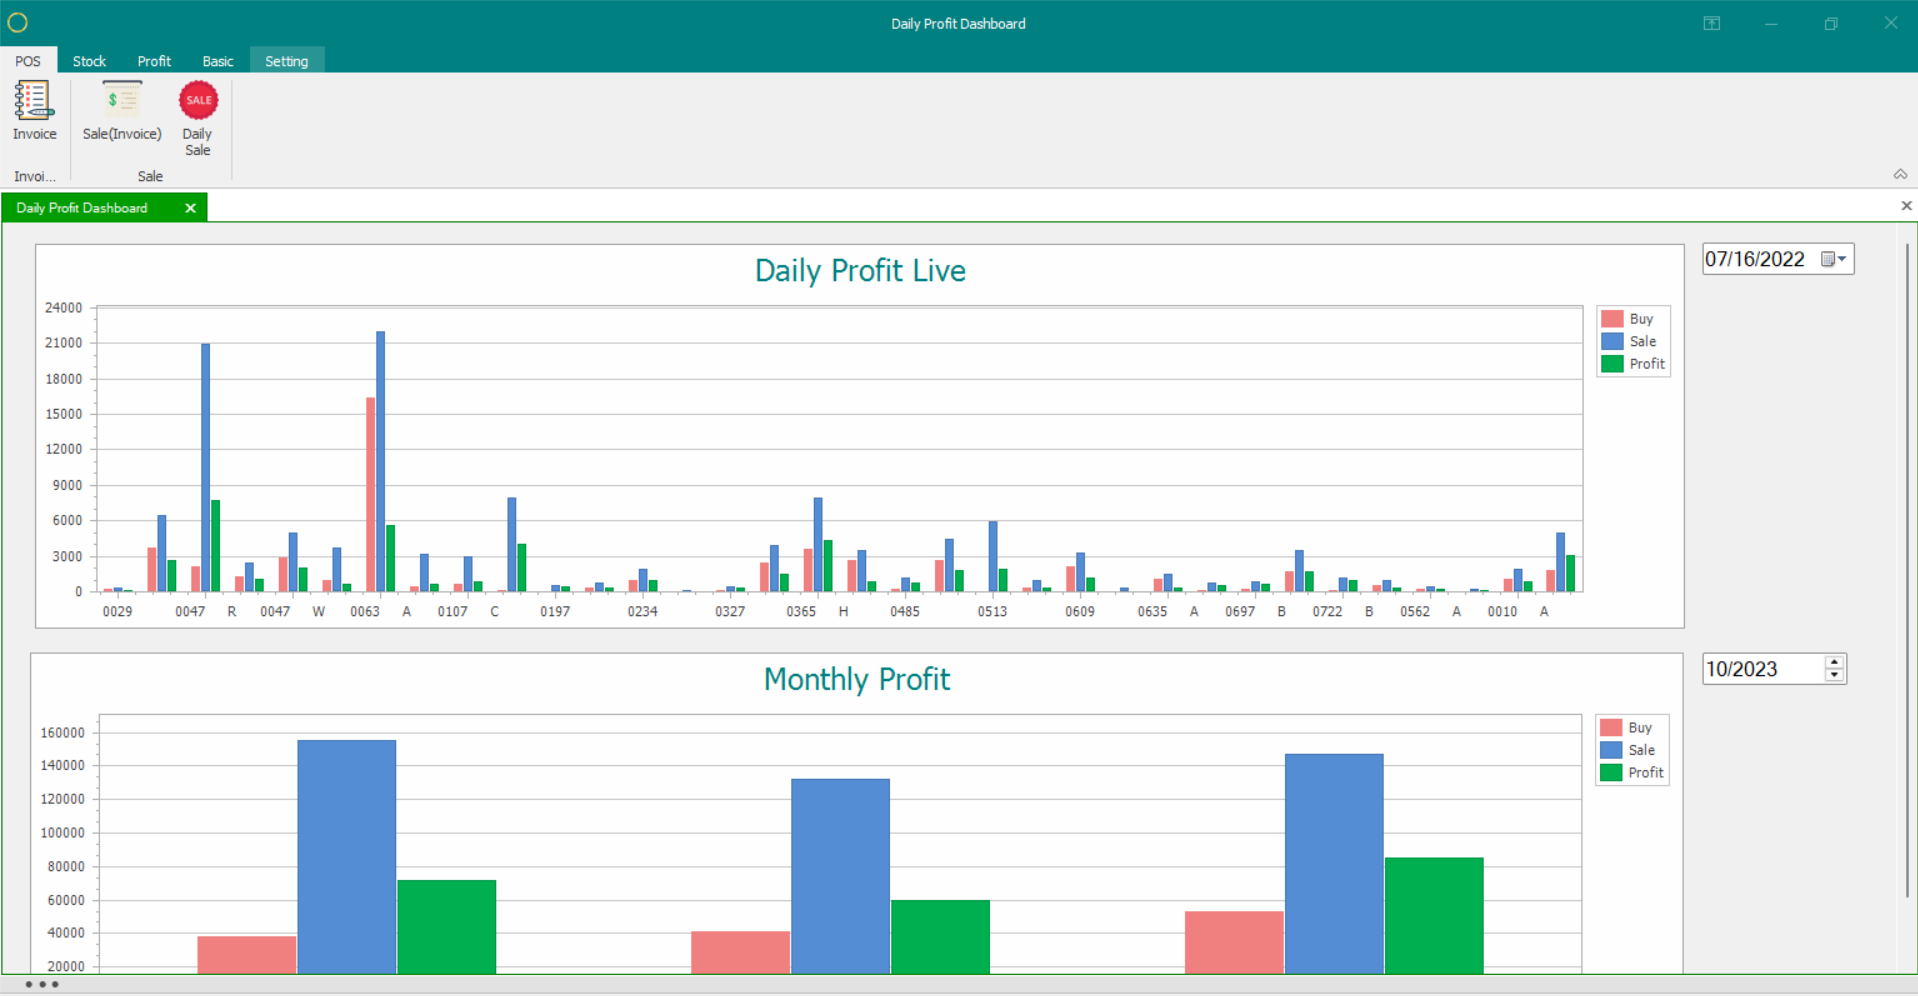 Daily Profit Dashboard
POS Stock Profit Basic Setting
SALE
$
Invoice Sale(Invoice) Daily Sale
Invoi... Sale
Daily Profit Dashboard
Daily Profit Live
07/16/2022
24000
21000
18000
15000
12000
9000
6000
3000
0
0029 0047 R 0047 W 0063 A 0107 C 0197 0234 0327 0365 H 0485 0513 0609 0635 A 0697 B 0722 B 0562 A 0010 A
Buy
Sale
Profit
Monthly Profit
10/2023
160000
140000
120000
100000
80000
60000
40000
20000
Buy
Sale
Profit